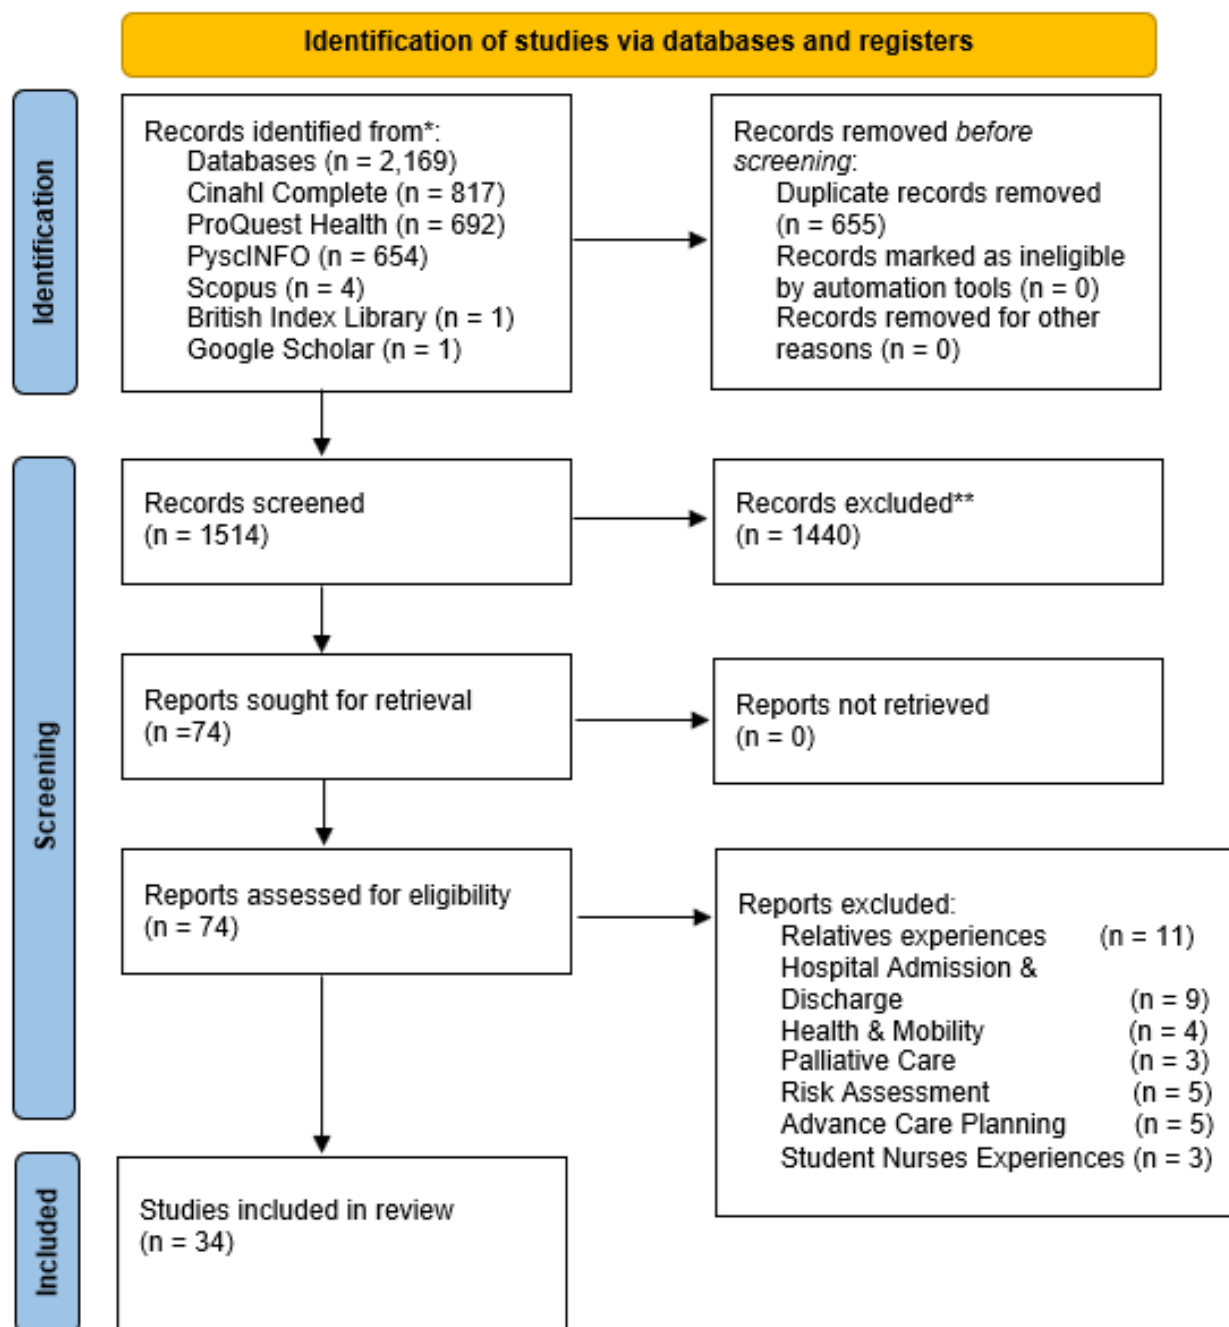 Identification of studies via databases and registers
Identification
Records identified from*:
Databases (n = 2,169)
Cinahl Complete (n = 817)
ProQuest Health (n = 692)
PyscINFO (n = 654)
Scopus (n = 4)
British Index Library (n = 1)
Google Scholar (n = 1)
Records removed before
screening:
Duplicate records removed
(n = 655)
Records marked as ineligible
by automation tools (n = 0)
Records removed for other
reasons (n = 0)
Screening
Records screened
(n = 1514)
Records excluded**
(n = 1440)
Reports sought for retrieval
(n =74)
Reports not retrieved
(n = 0)
Reports assessed for eligibility
(n = 74)
Reports excluded:
Relatives experiences (n = 11)
Hospital Admission &
Discharge (n = 9)
Health & Mobility (n = 4)
Palliative Care (n = 3)
Risk Assessment (n = 5)
Advance Care Planning (n = 5)
Student Nurses Experiences (n = 3)
Included
Studies included in review
(n = 34)